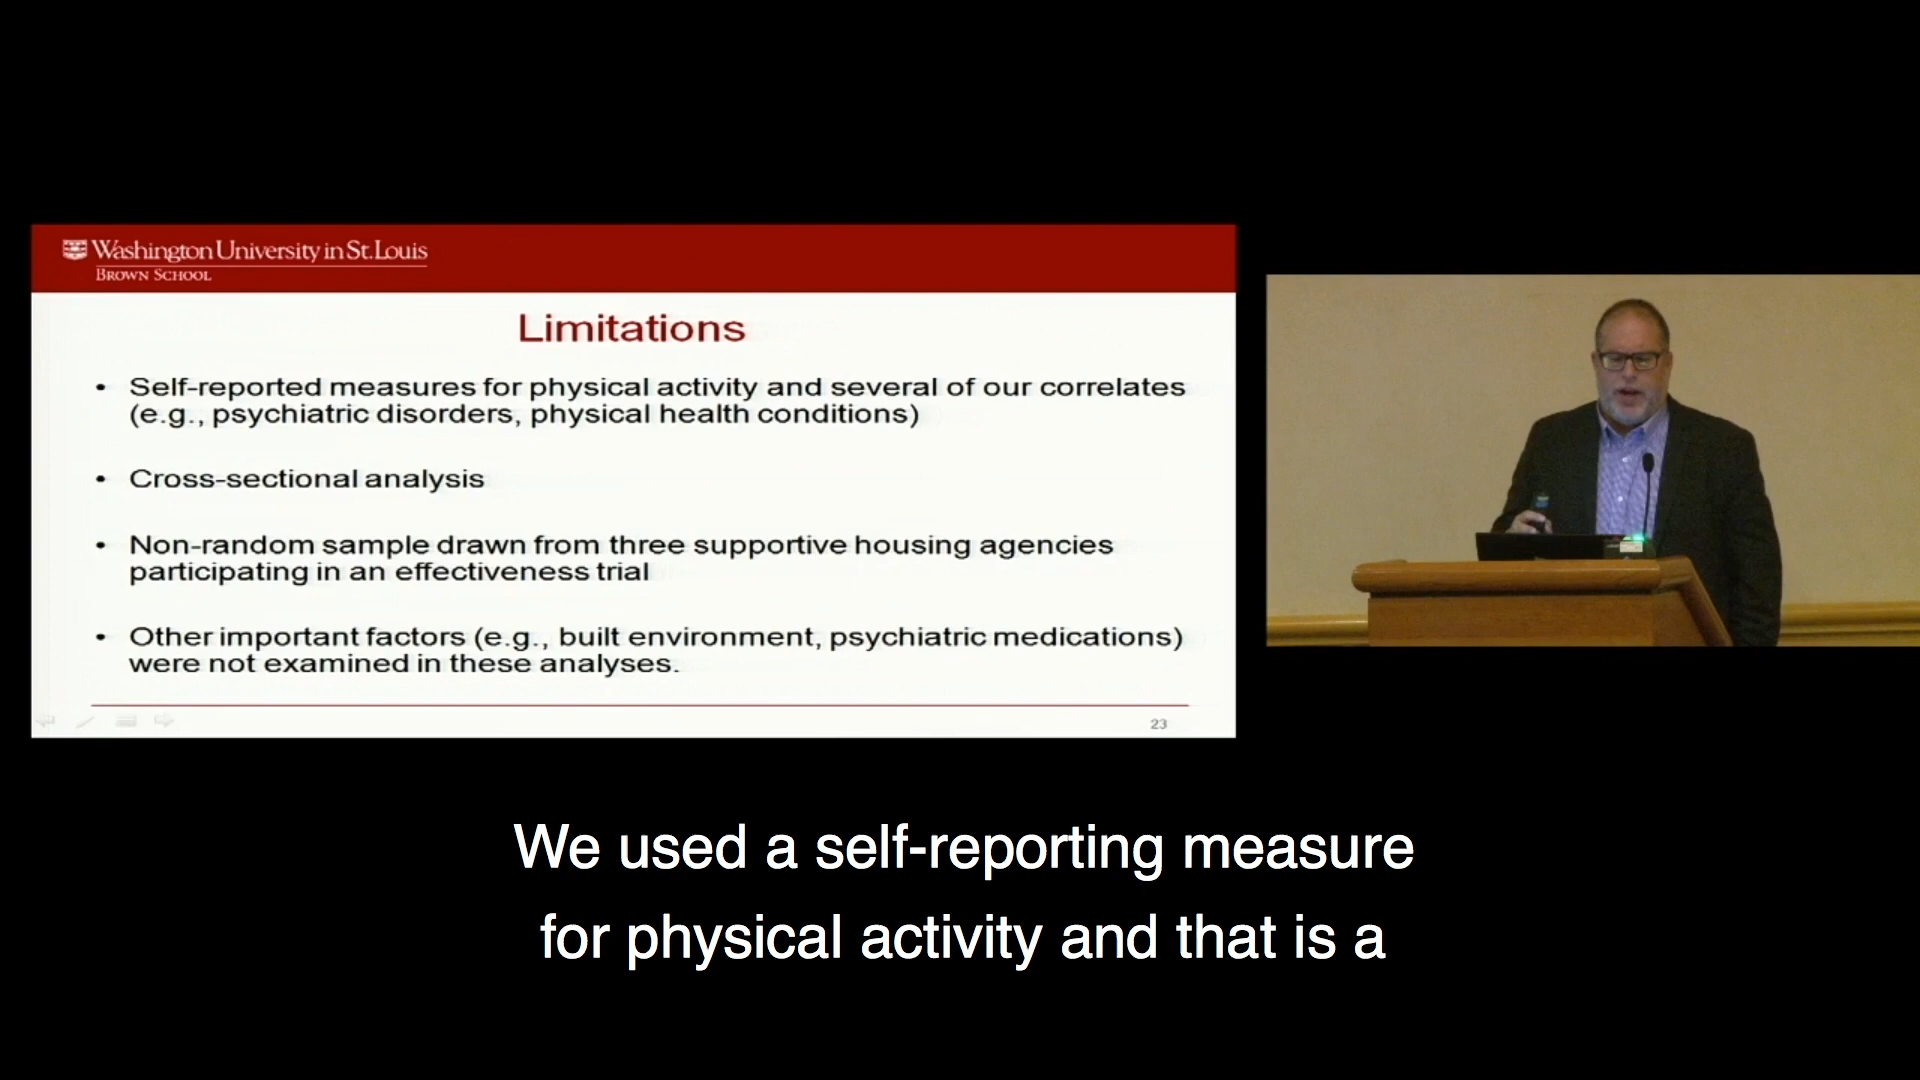 Washington University in St. Louis
BROWN SCHOOL
Limitations
• Self-reported measures for physical activity and several of our correlates
(e.g., psychiatric disorders, physical health conditions)
• Cross-sectional analysis
• Non-random sample drawn from three supportive housing agencies
participating in an effectiveness trial
• Other important factors (e.g., built environment, psychiatric medications)
were not examined in these analyses.
23
We used a self-reporting measure
for physical activity and that is a